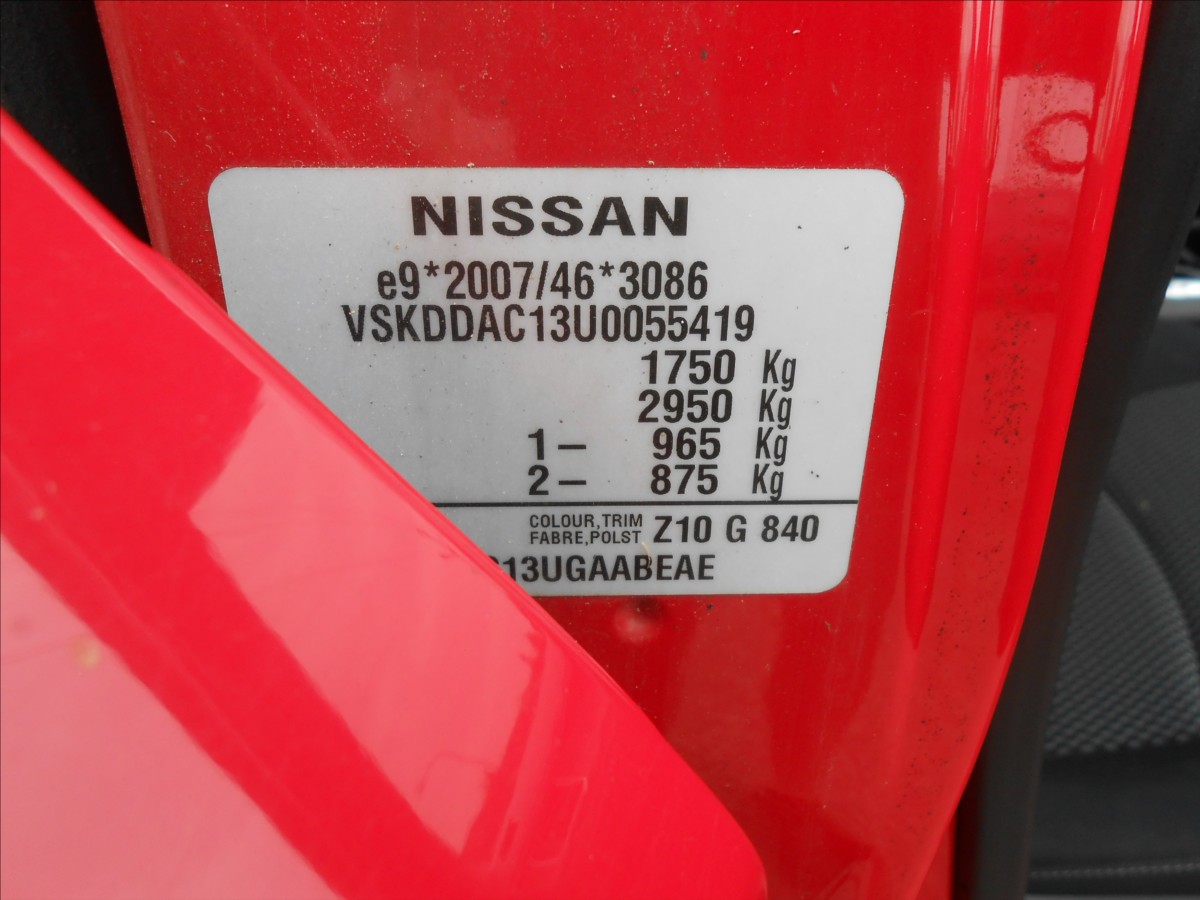 NISSAN
e9*2007/46*3086
VSKDDAC13U0055419
1750 Kg
2950 Kg
1– 965 Kg
2– 875 Kg
COLOUR,TRIM
FABRE,POLST Z10 G 840
13UGAABEAE